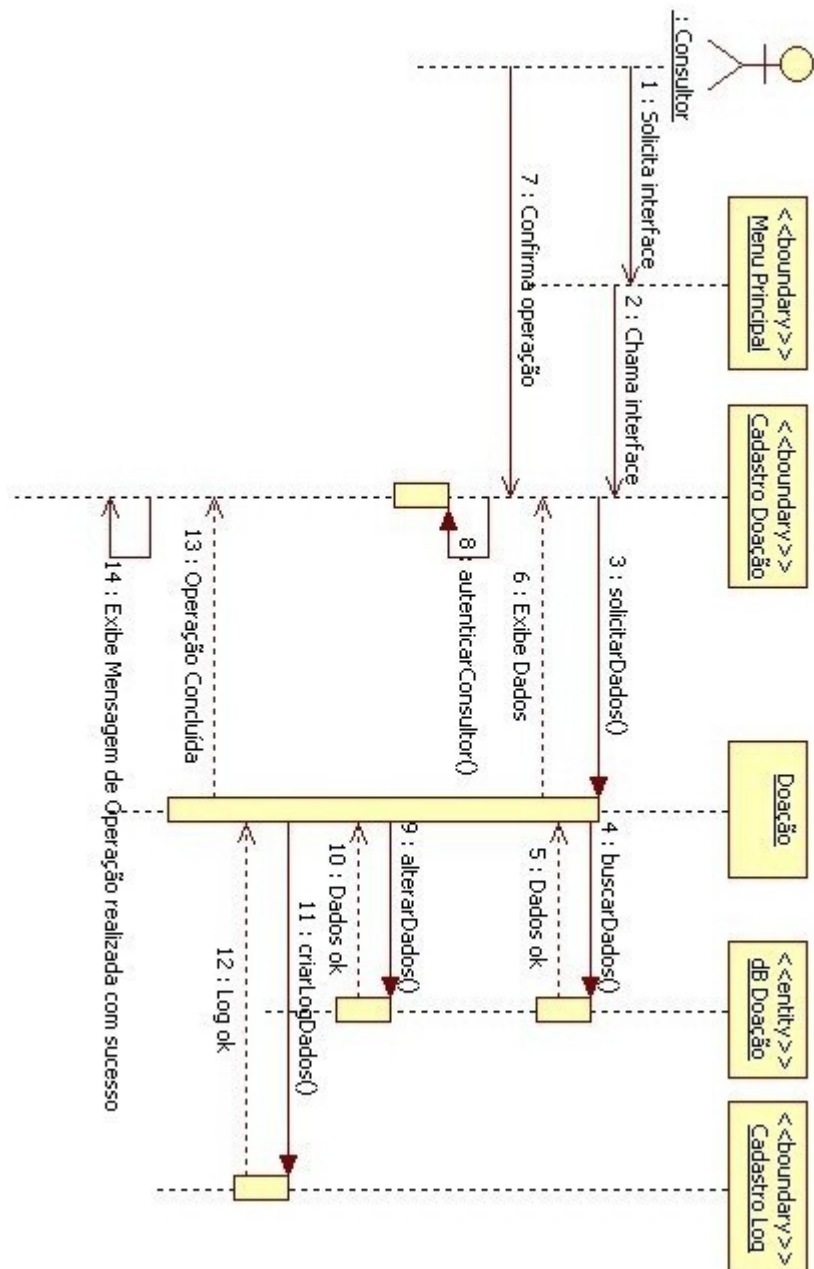 : Consultor
<<boundary>>
Menu Principal
<<boundary>>
Cadastro Doação
Doação
<<entity>>
dB Doação
<<boundary>>
Cadastro Log
1 : Solicita interface
2 : Chama interface
3 : solicitarDados()
4 : buscarDados()
5 : Dados ok
6 : Exibe Dados
7 : Confirma operação
8 : autenticarConsultor()
9 : alterarDados()
10 : Dados ok
11 : criarLogDados()
12 : Log ok
13 : Operação Concluída
14 : Exibe Mensagem de Operação realizada com sucesso